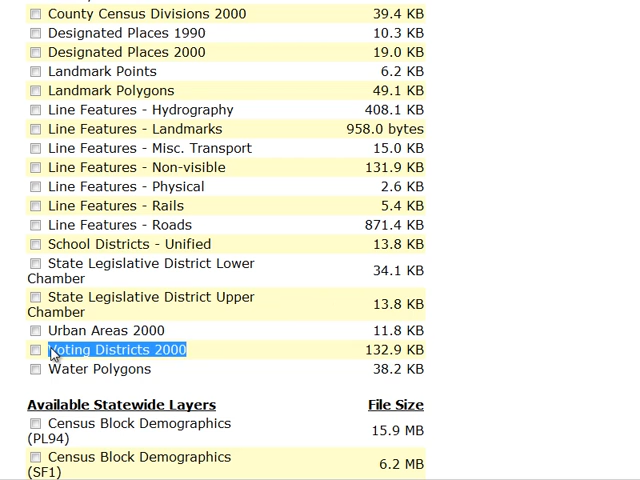 County Census Divisions 2000 39.4 KB
Designated Places 1990 10.3 KB
Designated Places 2000 19.0 KB
Landmark Points 6.2 KB
Landmark Polygons 49.1 KB
Line Features - Hydrography 408.1 KB
Line Features - Landmarks 958.0 bytes
Line Features - Misc. Transport 15.0 KB
Line Features - Non-visible 131.9 KB
Line Features - Physical 2.6 KB
Line Features - Rails 5.4 KB
Line Features - Roads 871.4 KB
School Districts - Unified 13.8 KB
State Legislative District Lower
Chamber 34.1 KB
State Legislative District Upper
Chamber 13.8 KB
Urban Areas 2000 11.8 KB
Voting Districts 2000 132.9 KB
Water Polygons 38.2 KB
Available Statewide Layers File Size
Census Block Demographics
(PL94) 15.9 MB
Census Block Demographics
(SF1) 6.2 MB